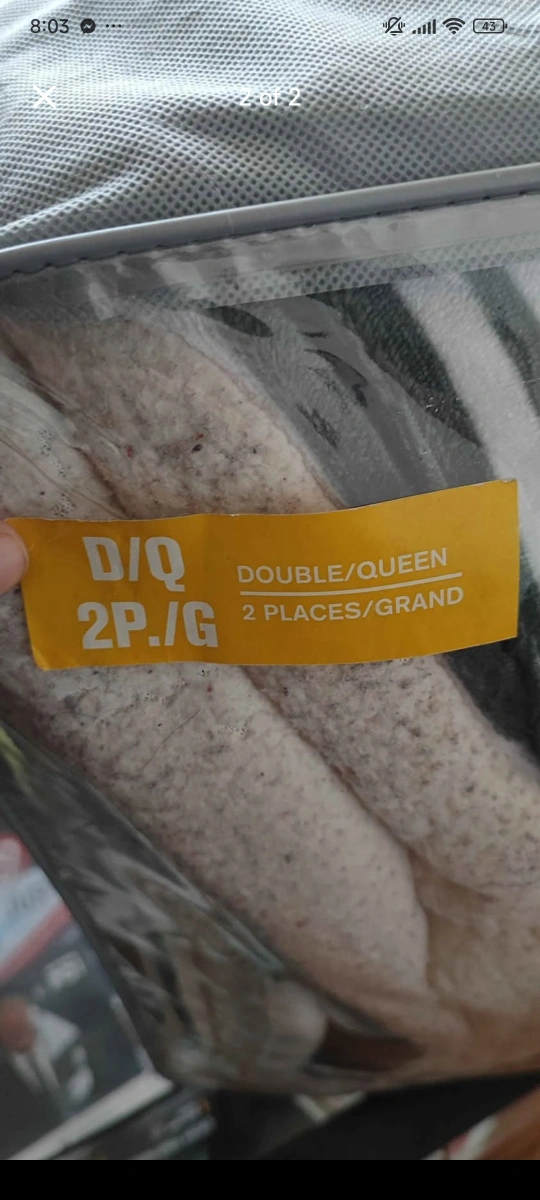 8:03
43
2 of 2
D/Q
2P./G
DOUBLE/QUEEN
2 PLACES/GRAND